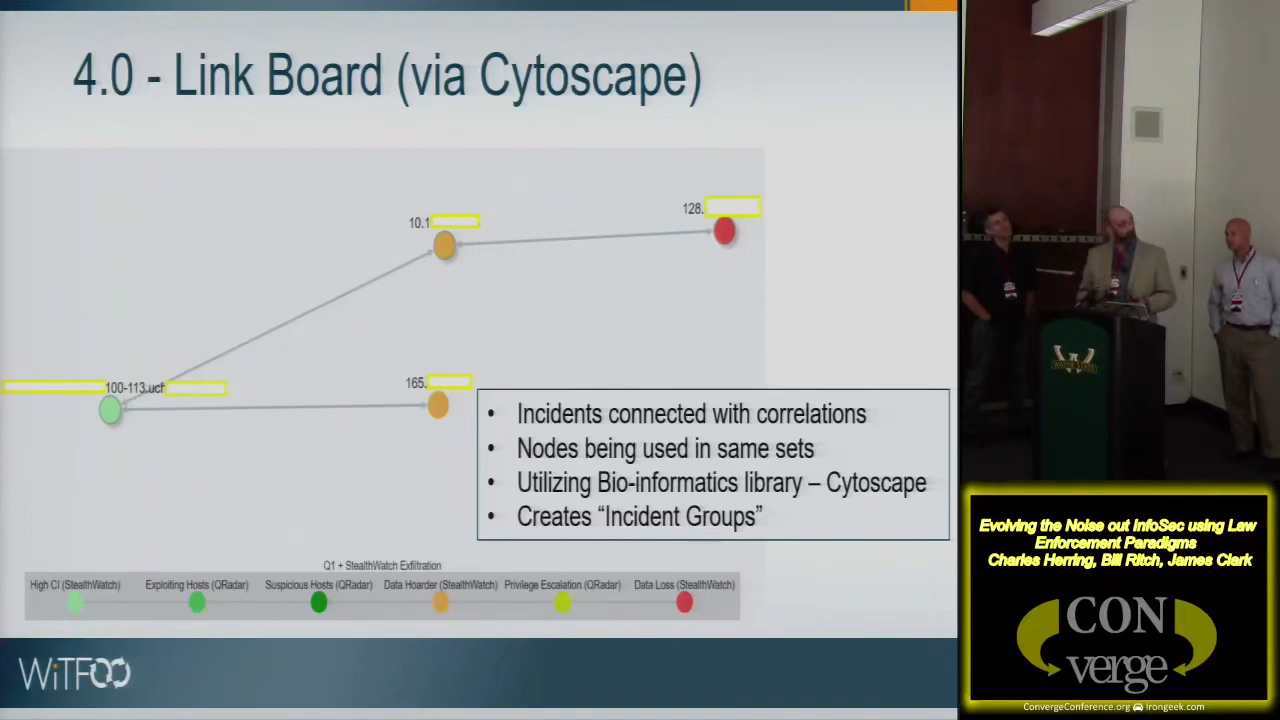 4.0 - Link Board (via Cytoscape)
10.1
128.
100-113.ucf
165.
• Incidents connected with correlations
• Nodes being used in same sets
• Utilizing Bio-informatics library – Cytoscape
• Creates “Incident Groups”
Q1 + StealthWatch Exfiltration
High CI (StealthWatch) Exploiting Hosts (QRadar) Suspicious Hosts (QRadar) Data Hoarder (StealthWatch) Privilege Escalation (QRadar) Data Loss (StealthWatch)
WiTFOO
WAYNE STATE
Evolving the Noise out InfoSec using Law
Enforcement Paradigms
Charles Herring, Bill Ritch, James Clark
CON
verge
ConvergeConference.org Irongeek.com